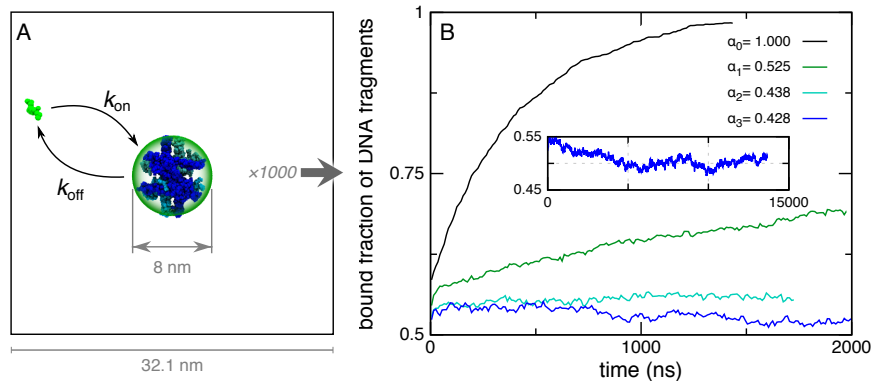 A
k_on
k_off
×1000
8 nm
32.1 nm
B
bound traction of DNA tragments
1
0.75
0.5
α₀= 1.000
α₁= 0.525
α₂= 0.438
α₃= 0.428
0.55
0.45
0
15000
0
1000
2000
time (ns)